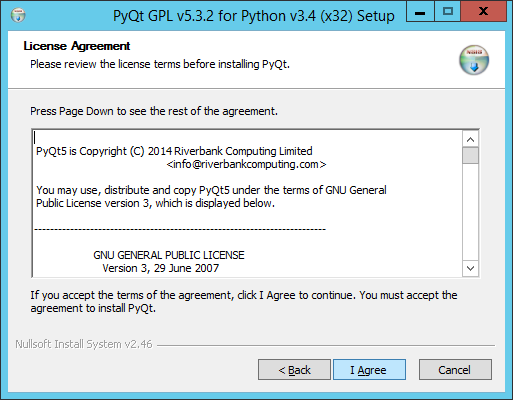 PyQt GPL v5.3.2 for Python v3.4 (x32) Setup
License Agreement
Please review the license terms before installing PyQt.
Press Page Down to see the rest of the agreement.
PyQt5 is Copyright (C) 2014 Riverbank Computing Limited
<info@riverbankcomputing.com>
You may use, distribute and copy PyQt5 under the terms of GNU General
Public License version 3, which is displayed below.
-------------------------------------------------------------------------
GNU GENERAL PUBLIC LICENSE
Version 3, 29 June 2007
If you accept the terms of the agreement, click I Agree to continue. You must accept the
agreement to install PyQt.
Nullsoft Install System v2.46
< Back I Agree Cancel